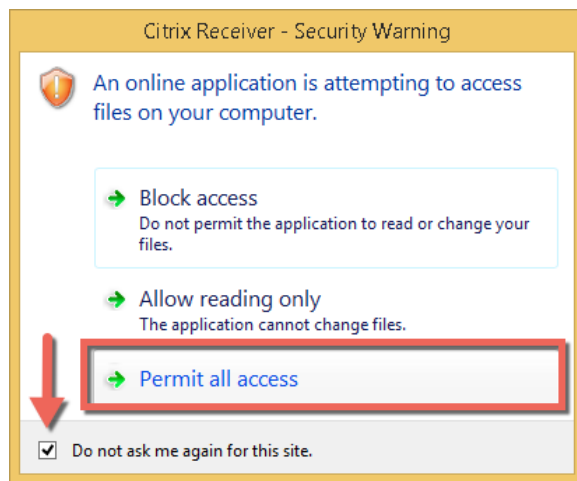 Citrix Receiver - Security Warning
An online application is attempting to access
files on your computer.
Block access
Do not permit the application to read or change your
files.
Allow reading only
The application cannot change files.
Permit all access
Do not ask me again for this site.